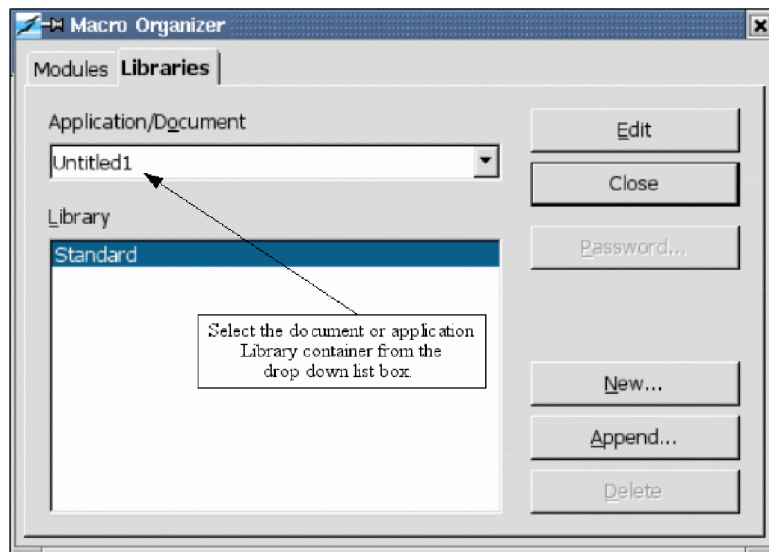 Macro Organizer
Modules Libraries
Application/Document
Untitled1
Library
Standard
Select the document or application
Library container from the
drop down list box.
Edit
Close
Password...
New...
Append...
Delete